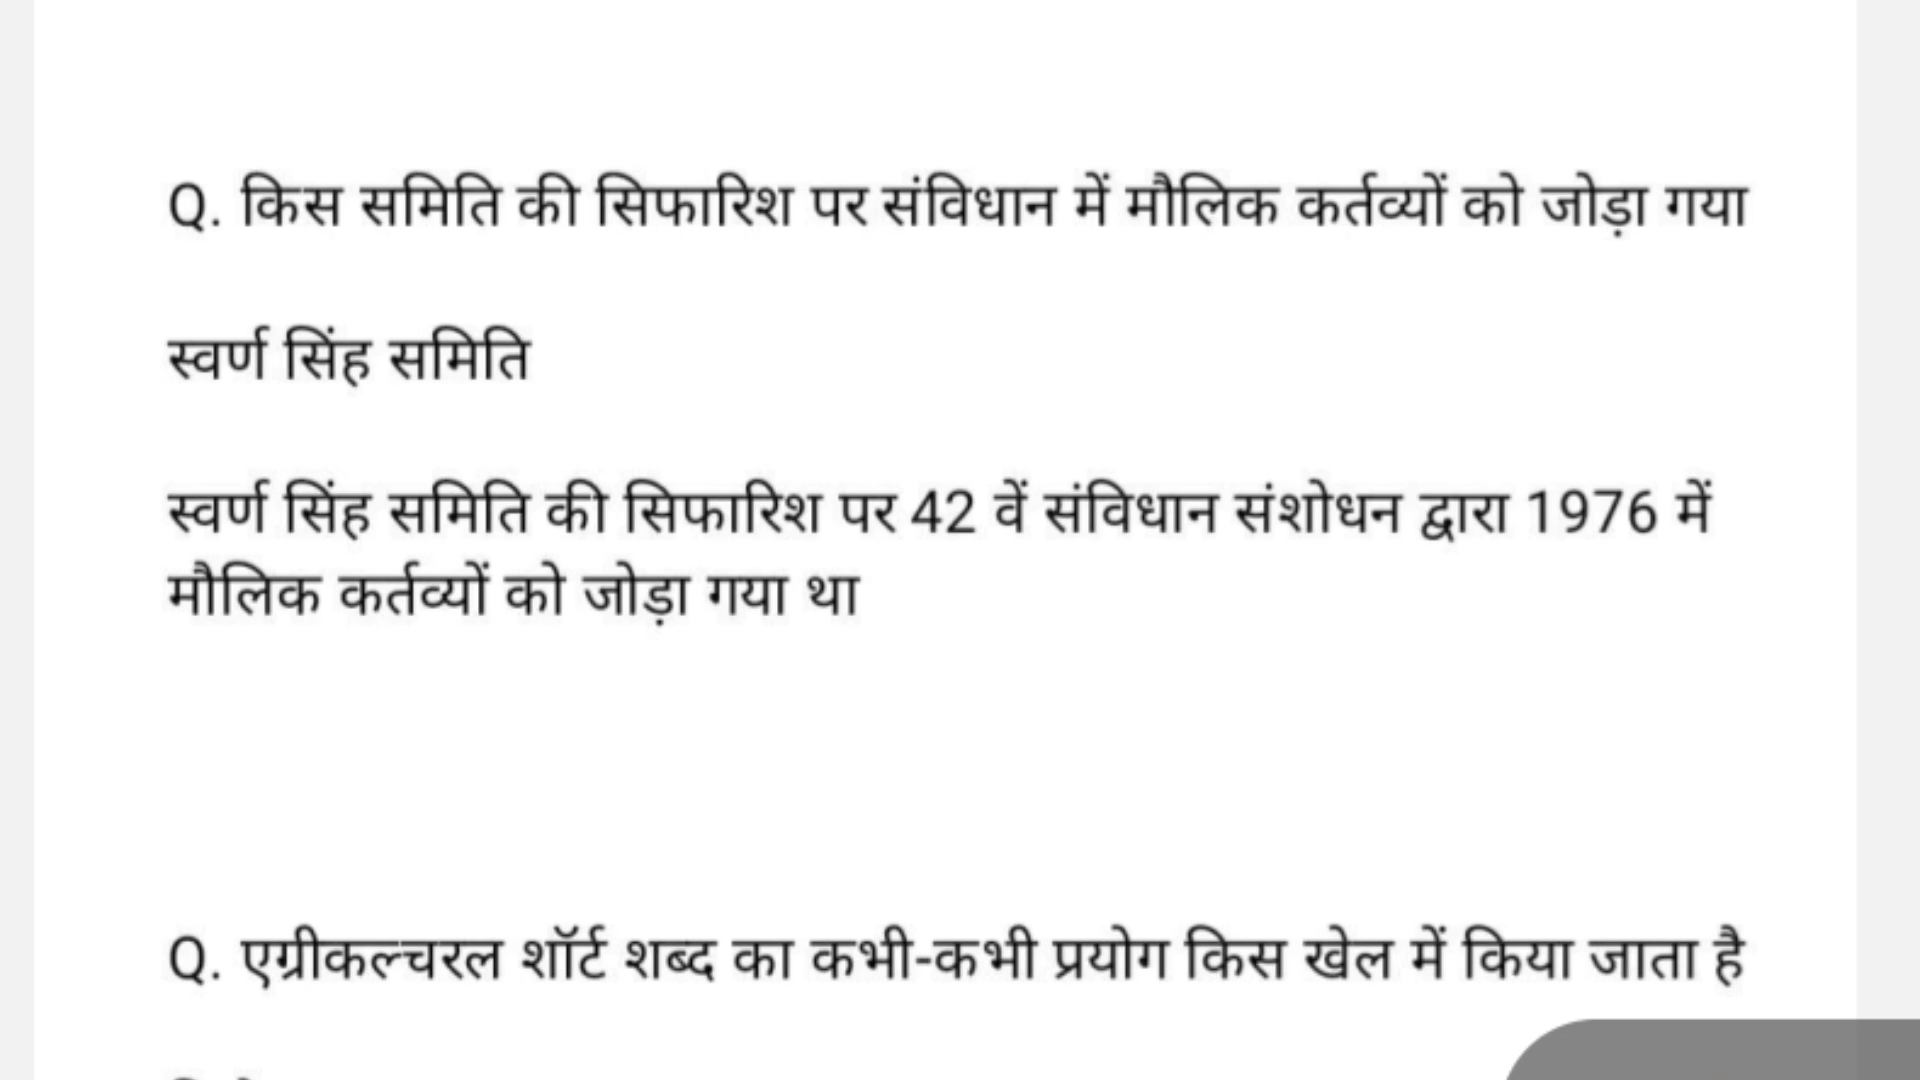 Q. किस समिति की सिफारिश पर संविधान में मौलिक कर्तव्यों को जोड़ा गया
स्वर्ण सिंह समिति
स्वर्ण सिंह समिति की सिफारिश पर 42 वें संविधान संशोधन द्वारा 1976 में
मौलिक कर्तव्यों को जोड़ा गया था
Q. एग्रीकल्चरल शॉर्ट शब्द का कभी-कभी प्रयोग किस खेल में किया जाता है